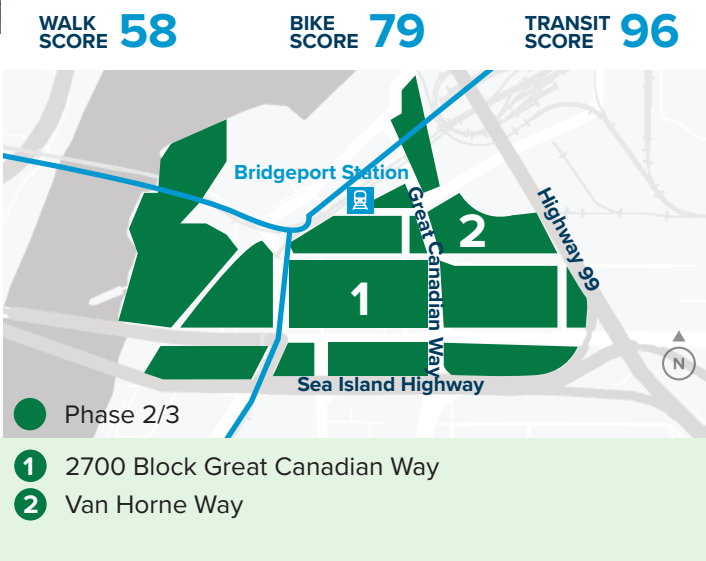 WALK SCORE 58
BIKE SCORE 79
TRANSIT SCORE 96
Bridgeport Station
Great Canadian Way
Highway 99
2
1
Sea Island Highway
N
Phase 2/3
1 2700 Block Great Canadian Way
2 Van Horne Way